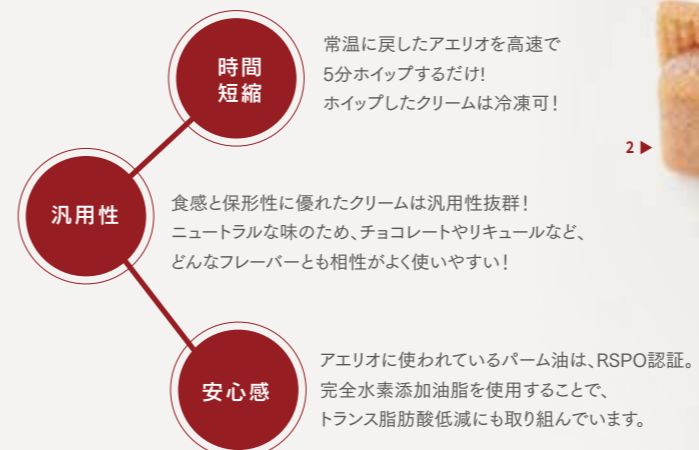 時間
短縮
常温に戻したアエリオを高速で
5分ホイップするだけ!
ホイップしたクリームは冷凍可!
2 ▶
汎用性
食感と保形性に優れたクリームは汎用性抜群!
ニュートラルな味のため、チョコレートやリキュールなど、
どんなフレーバーとも相性がよく使いやすい!
安心感
アエリオに使われているパーム油は、RSPO認証。
完全水素添加油脂を使用することで、
トランス脂肪酸低減にも取り組んでいます。